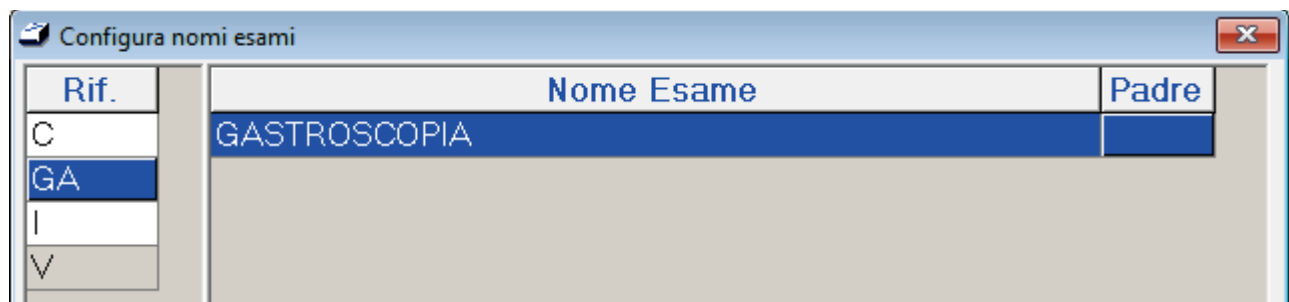 Configura nomi esami
Rif.
Nome Esame
Padre
C
GASTROSCOPIA
GA
I
V